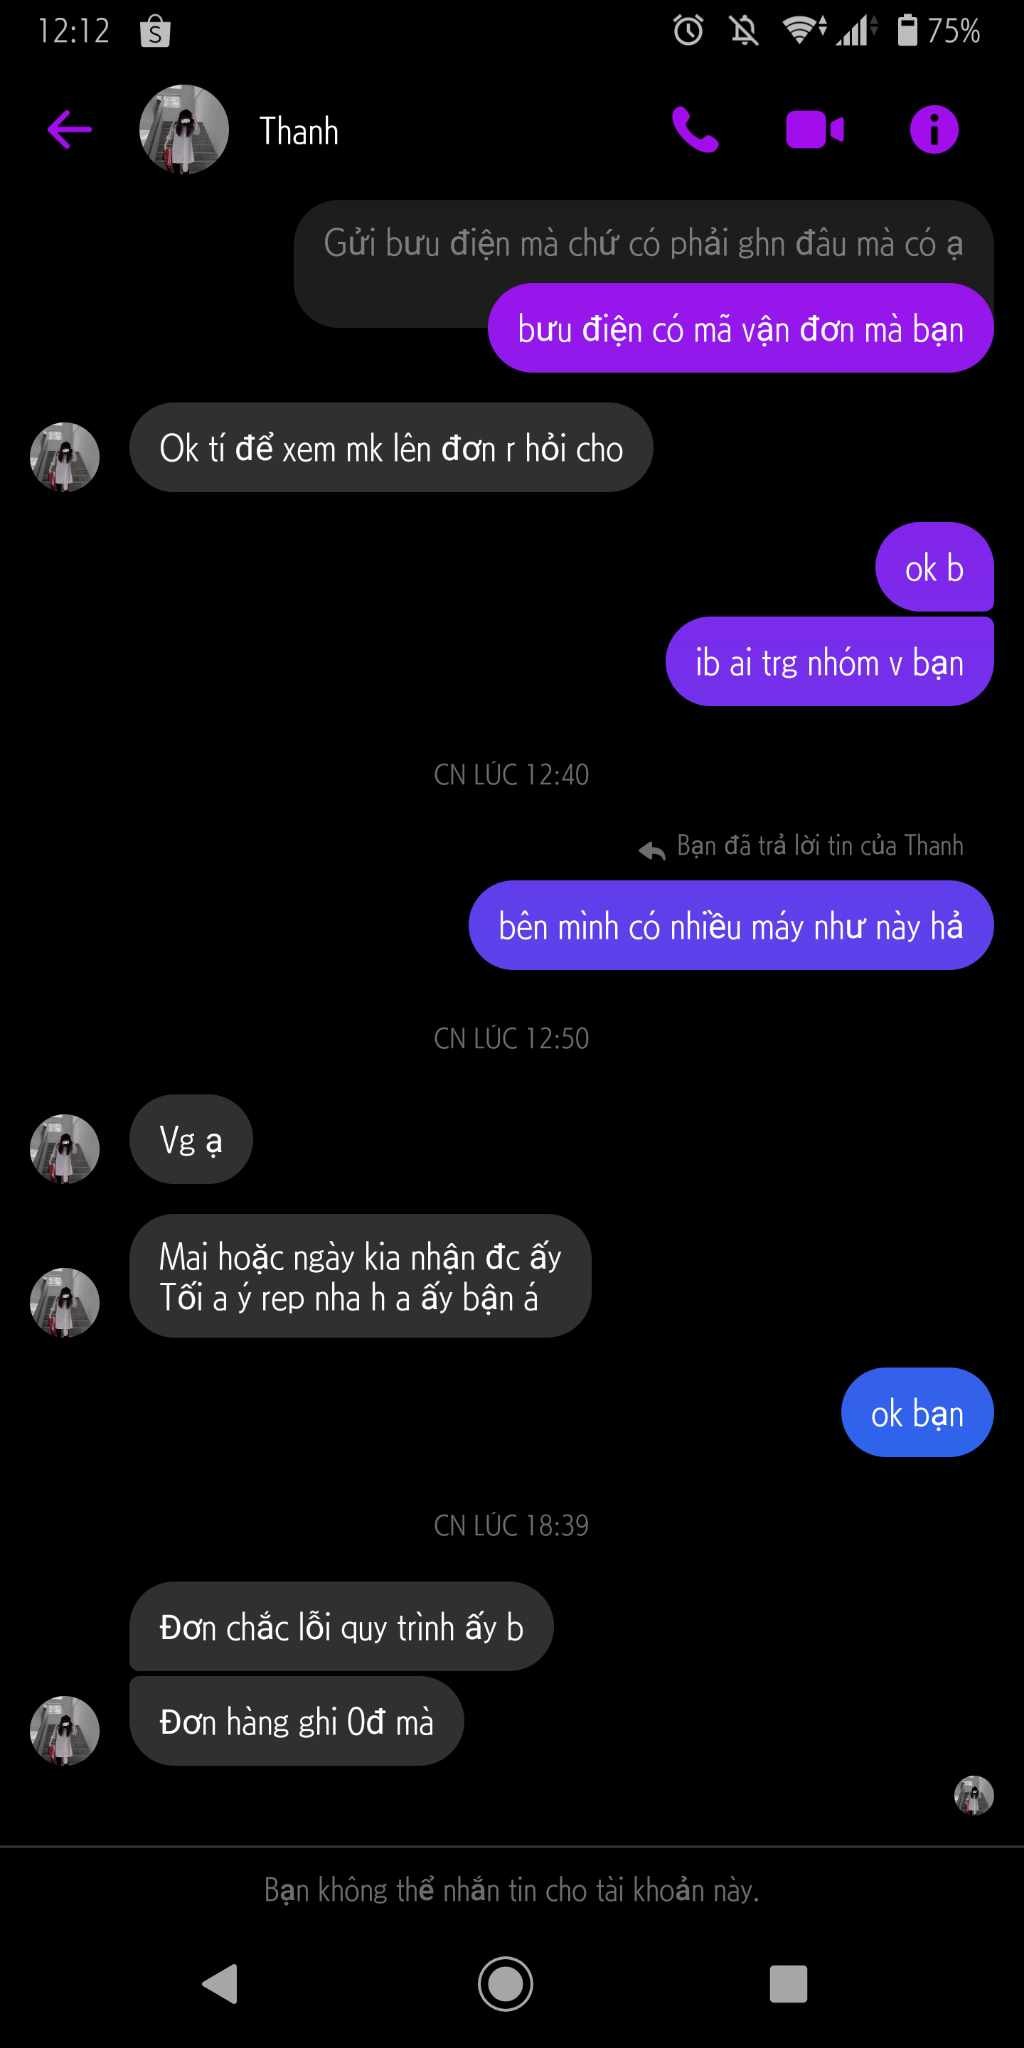 12:12
75%
Thanh
Gửi bưu điện mà chứ có phải ghn đâu mà có ạ
bưu điện có mã vận đơn mà bạn
Ok tí để xem mk lên đơn r hỏi cho
ok b
ib ai trg nhóm v bạn
CN LÚC 12:40
Bạn đã trả lời tin của Thanh
bên mình có nhiều máy như này hả
CN LÚC 12:50
Vg ạ
Mai hoặc ngày kia nhận đc ấy
Tối a ý rep nha h a ấy bận á
ok bạn
CN LÚC 18:39
Đơn chắc lỗi quy trình ấy b
Đơn hàng ghi 0đ mà
Bạn không thể nhắn tin cho tài khoản này.